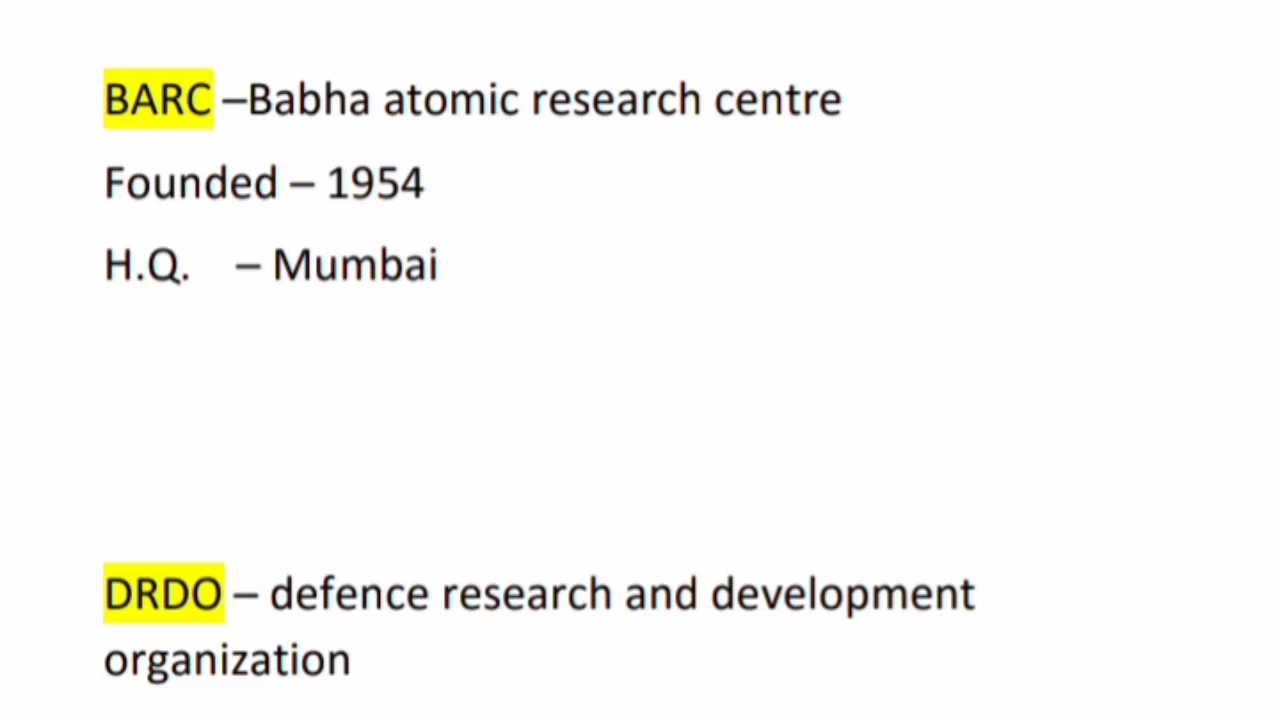 BARC –Babha atomic research centre
Founded – 1954
H.Q. – Mumbai
DRDO – defence research and development
organization